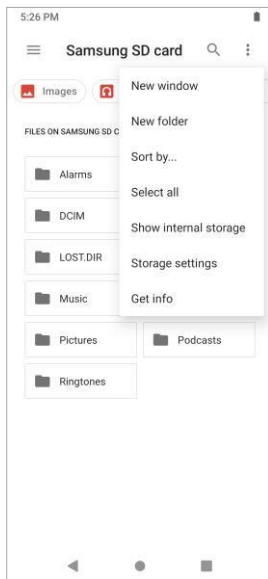 5:26 PM
Samsung SD card
Images
New window
New folder
FILES ON SAMSUNG SD C
Sort by...
Alarms
Select all
DCIM
Show internal storage
LOST.DIR
Storage settings
Music
Get info
Pictures
Podcasts
Ringtones